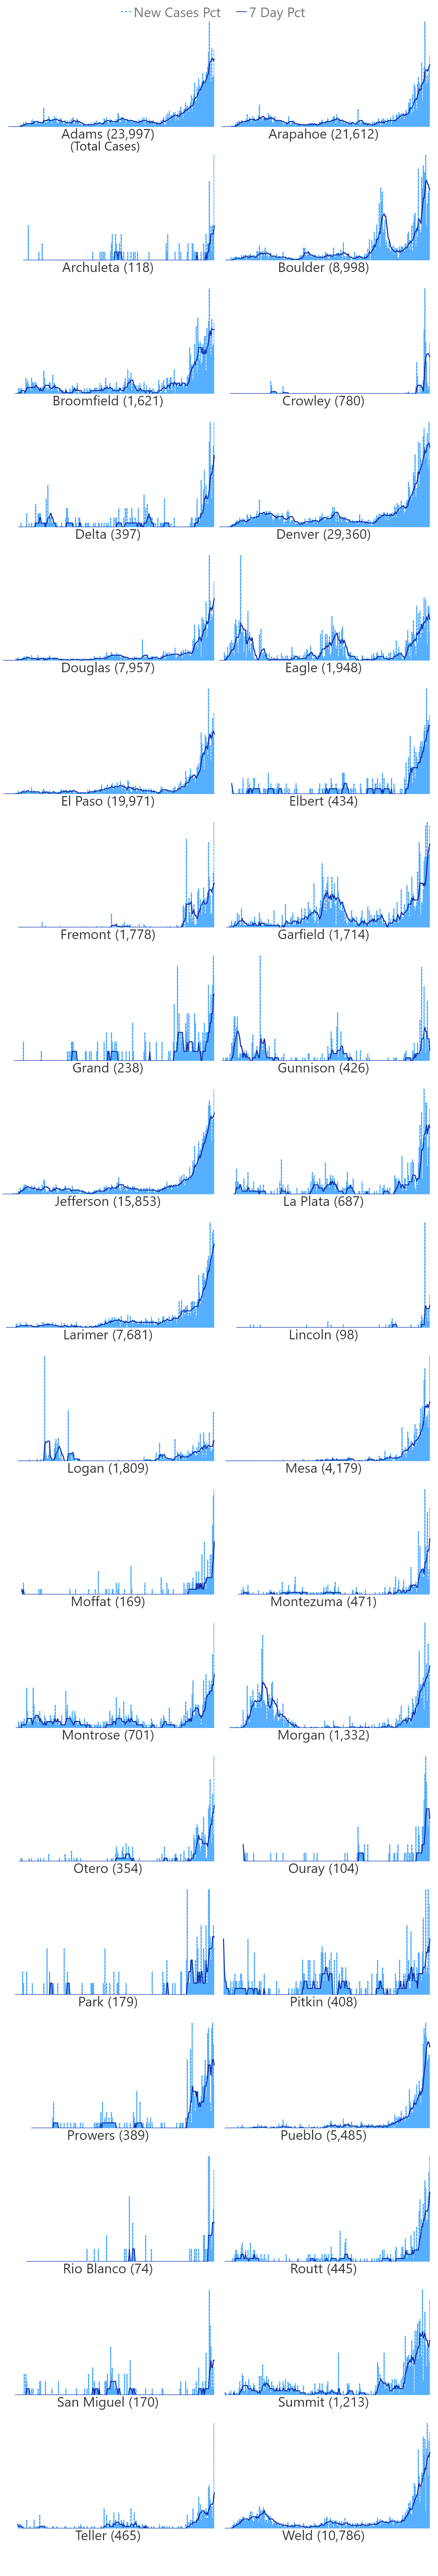 New Cases Pct 7 Day Pct
Adams (23,997)
(Total Cases)
Arapahoe (21,612)
Archuleta (118)
Boulder (8,998)
Broomfield (1,621)
Crowley (780)
Delta (397)
Denver (29,360)
Douglas (7,957)
Eagle (1,948)
El Paso (19,971)
Elbert (434)
Fremont (1,778)
Garfield (1,714)
Grand (238)
Gunnison (426)
Jefferson (15,853)
La Plata (687)
Larimer (7,681)
Lincoln (98)
Logan (1,809)
Mesa (4,179)
Moffat (169)
Montezuma (471)
Montrose (701)
Morgan (1,332)
Otero (354)
Ouray (104)
Park (179)
Pitkin (408)
Prowers (389)
Pueblo (5,485)
Rio Blanco (74)
Routt (445)
San Miguel (170)
Summit (1,213)
Teller (465)
Weld (10,786)